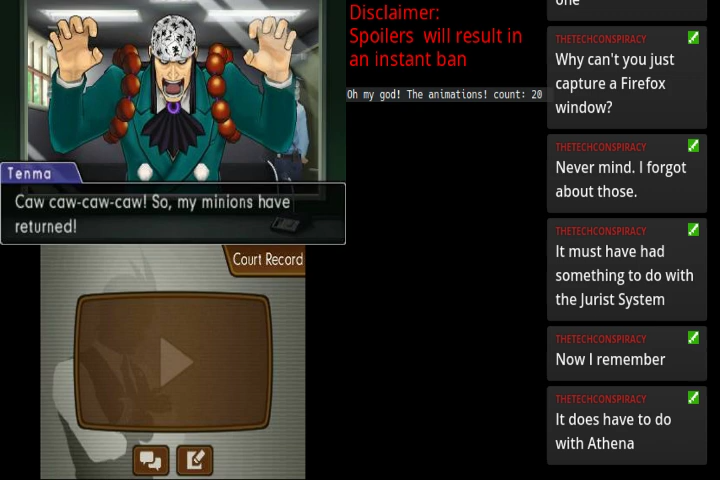 Disclaimer:
Spoilers will result in
an instant ban
Oh my god! The animations! count: 20
Tenma
Caw caw-caw-caw! So, my minions have
returned!
Court Record
one
THETECHCONSPIRACY
Why can't you just
capture a Firefox
window?
THETECHCONSPIRACY
Never mind. I forgot
about those.
THETECHCONSPIRACY
It must have had
something to do with
the Jurist System
THETECHCONSPIRACY
Now I remember
THETECHCONSPIRACY
It does have to do
with Athena